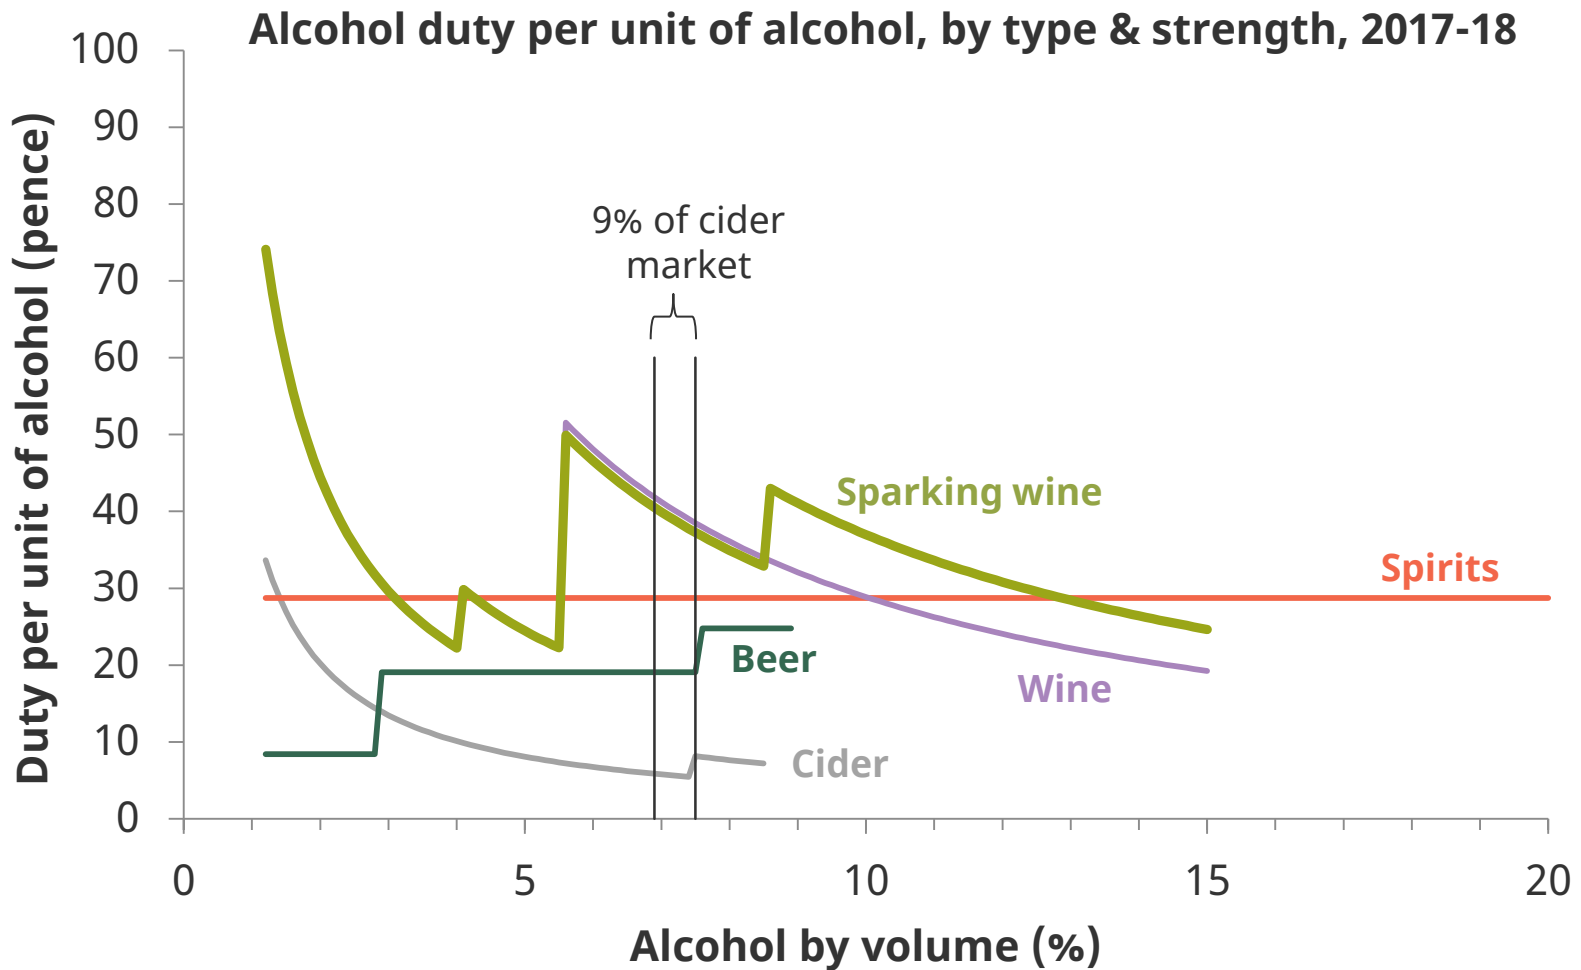 Alcohol duty per unit of alcohol, by type & strength, 2017-18
Duty per unit of alcohol (pence)
100
90
80
70
60
50
40
30
20
10
0
9% of cider
market
Sparking wine
Spirits
Beer
Wine
Cider
0
5
10
15
20
Alcohol by volume (%)